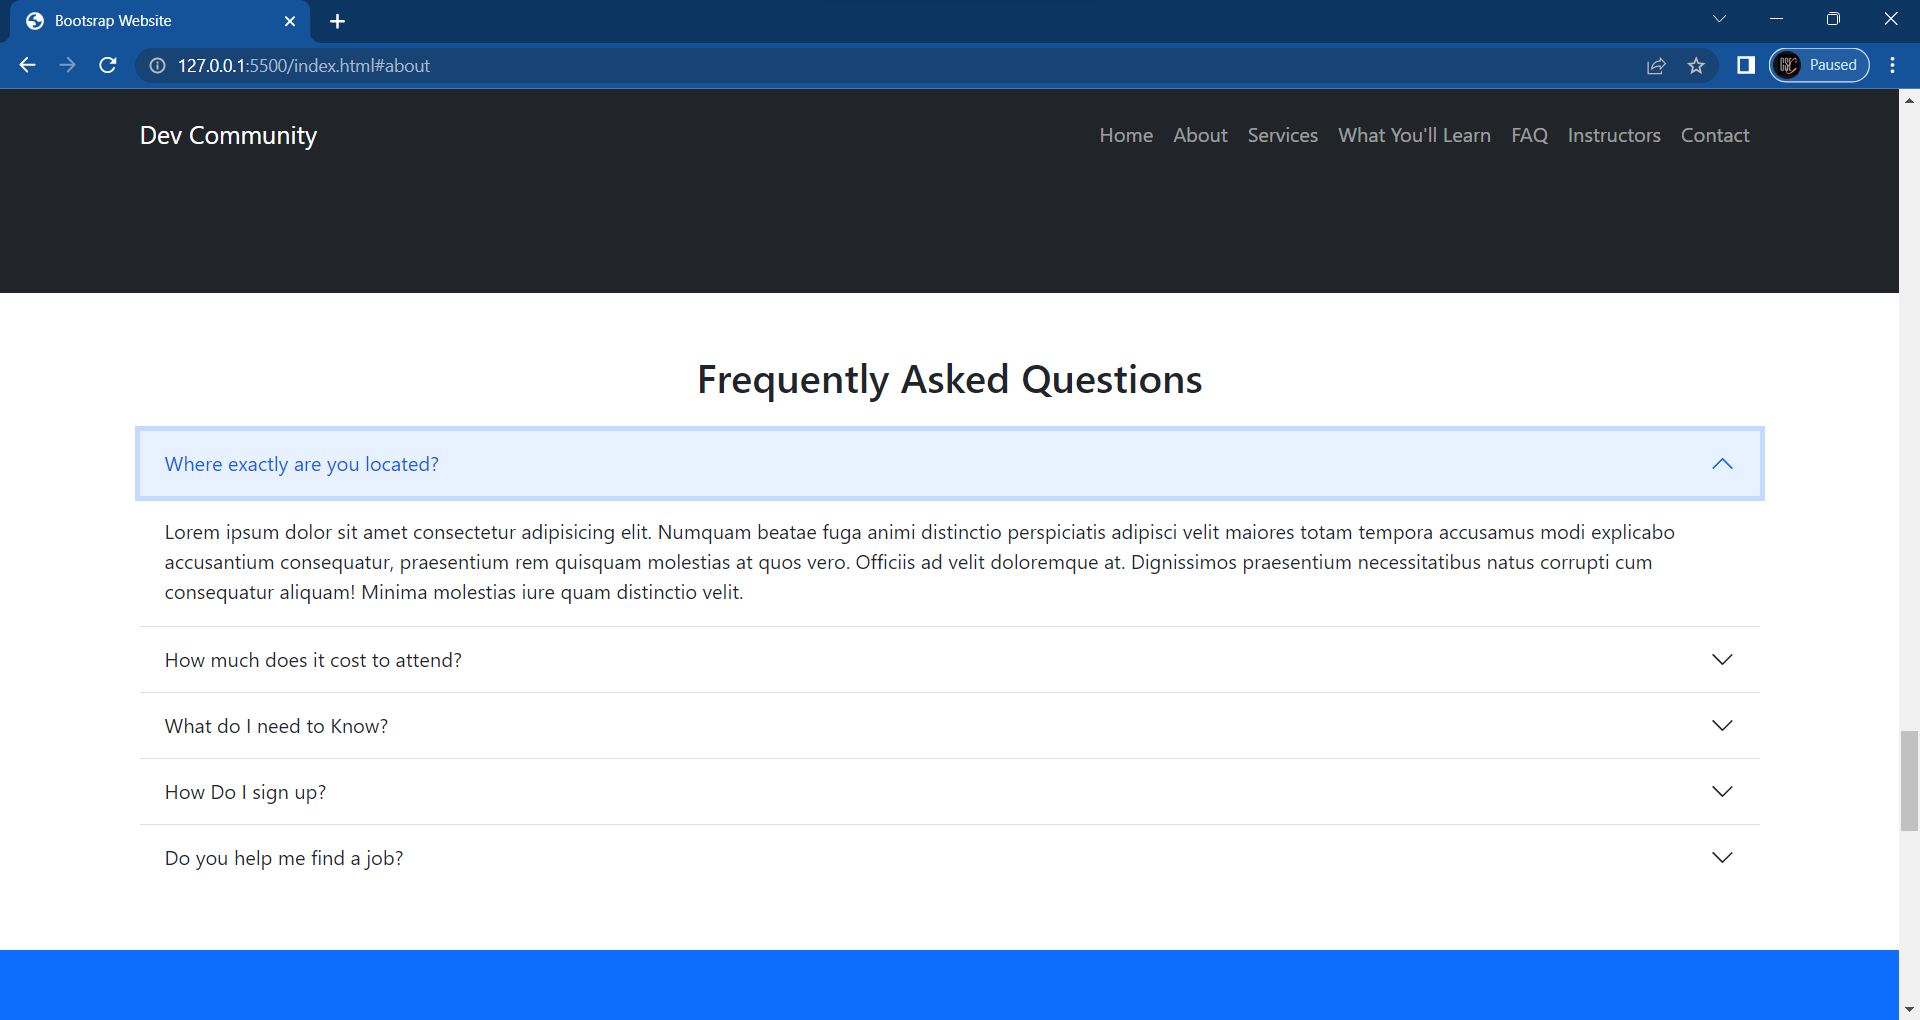 Bootsrap Website
127.0.0.1:5500/index.html#about
Paused
Dev Community
Home About Services What You'll Learn FAQ Instructors Contact
Frequently Asked Questions
Where exactly are you located?
Lorem ipsum dolor sit amet consectetur adipisicing elit. Numquam beatae fuga animi distinctio perspiciatis adipisci velit maiores totam tempora accusamus modi explicabo
accusantium consequatur, praesentium rem quisquam molestias at quos vero. Officiis ad velit doloremque at. Dignissimos praesentium necessitatibus natus corrupti cum
consequatur aliquam! Minima molestias iure quam distinctio velit.
How much does it cost to attend?
What do I need to Know?
How Do I sign up?
Do you help me find a job?